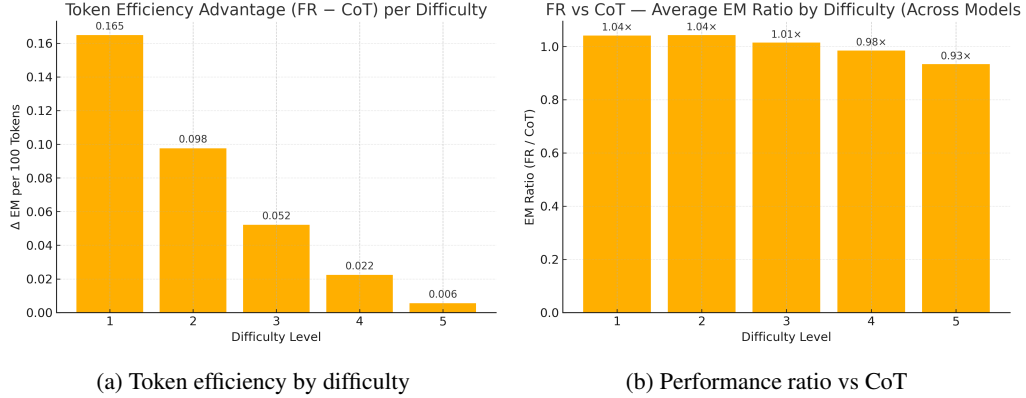 Token Efficiency Advantage (FR − CoT) per Difficulty
0.165
0.16
0.14
0.12
0.10
0.08
0.06
0.04
0.02
0.00
0.098
0.052
0.022
0.006
Δ EM per 100 Tokens
1 2 3 4 5
Difficulty Level
(a) Token efficiency by difficulty
FR vs CoT — Average EM Ratio by Difficulty (Across Models
1.04×
1.04×
1.01×
0.98×
0.93×
1.0
0.8
0.6
0.4
0.2
0.0
EM Ratio (FR / CoT)
1 2 3 4 5
Difficulty Level
(b) Performance ratio vs CoT